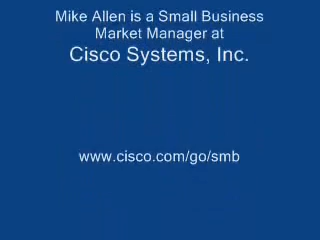 Mike Allen is a Small Business
Market Manager at
Cisco Systems, Inc.
www.cisco.com/go/smb